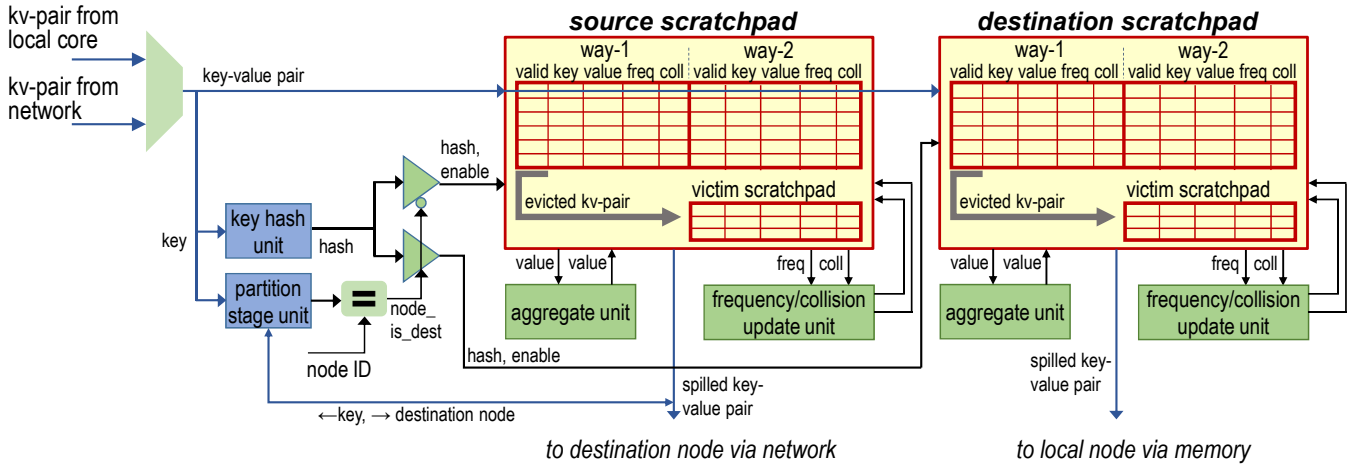 kv-pair from
local core
kv-pair from
network
key-value pair
key
key hash
unit
hash
partition
stage unit
=
node ID
node_
is_dest
hash,
enable
hash, enable
←key, → destination node
source scratchpad
way-1
way-2
valid key value freq coll
valid key value freq coll
evicted kv-pair
victim scratchpad
value
value
freq
coll
aggregate unit
frequency/collision
update unit
spilled key-
value pair
to destination node via network
destination scratchpad
way-1
way-2
valid key value freq coll
valid key value freq coll
evicted kv-pair
victim scratchpad
value
value
freq
coll
aggregate unit
frequency/collision
update unit
spilled key-
value pair
to local node via memory